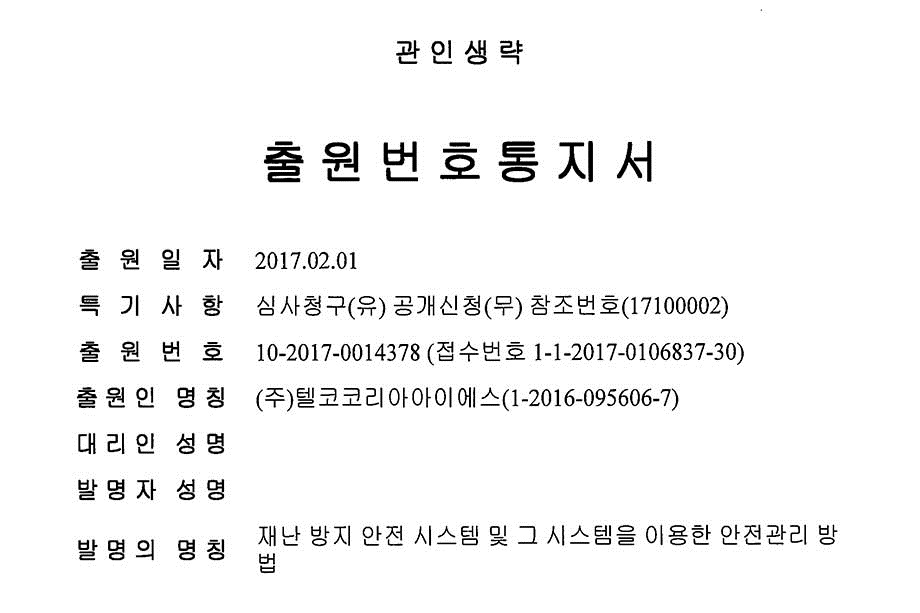 관 인 생 략
출 원 번 호 통 지 서
출 원 일 자 2017.02.01
특 기 사 항 심사청구(유) 공개신청(무) 참조번호(17100002)
출 원 번 호 10-2017-0014378 (접수번호 1-1-2017-0106837-30)
출원인 명칭 (주)텔코코리아아이에스(1-2016-095606-7)
대리인 성명
발명자 성명
발명의 명칭 재난 방지 안전 시스템 및 그 시스템을 이용한 안전관리 방
법